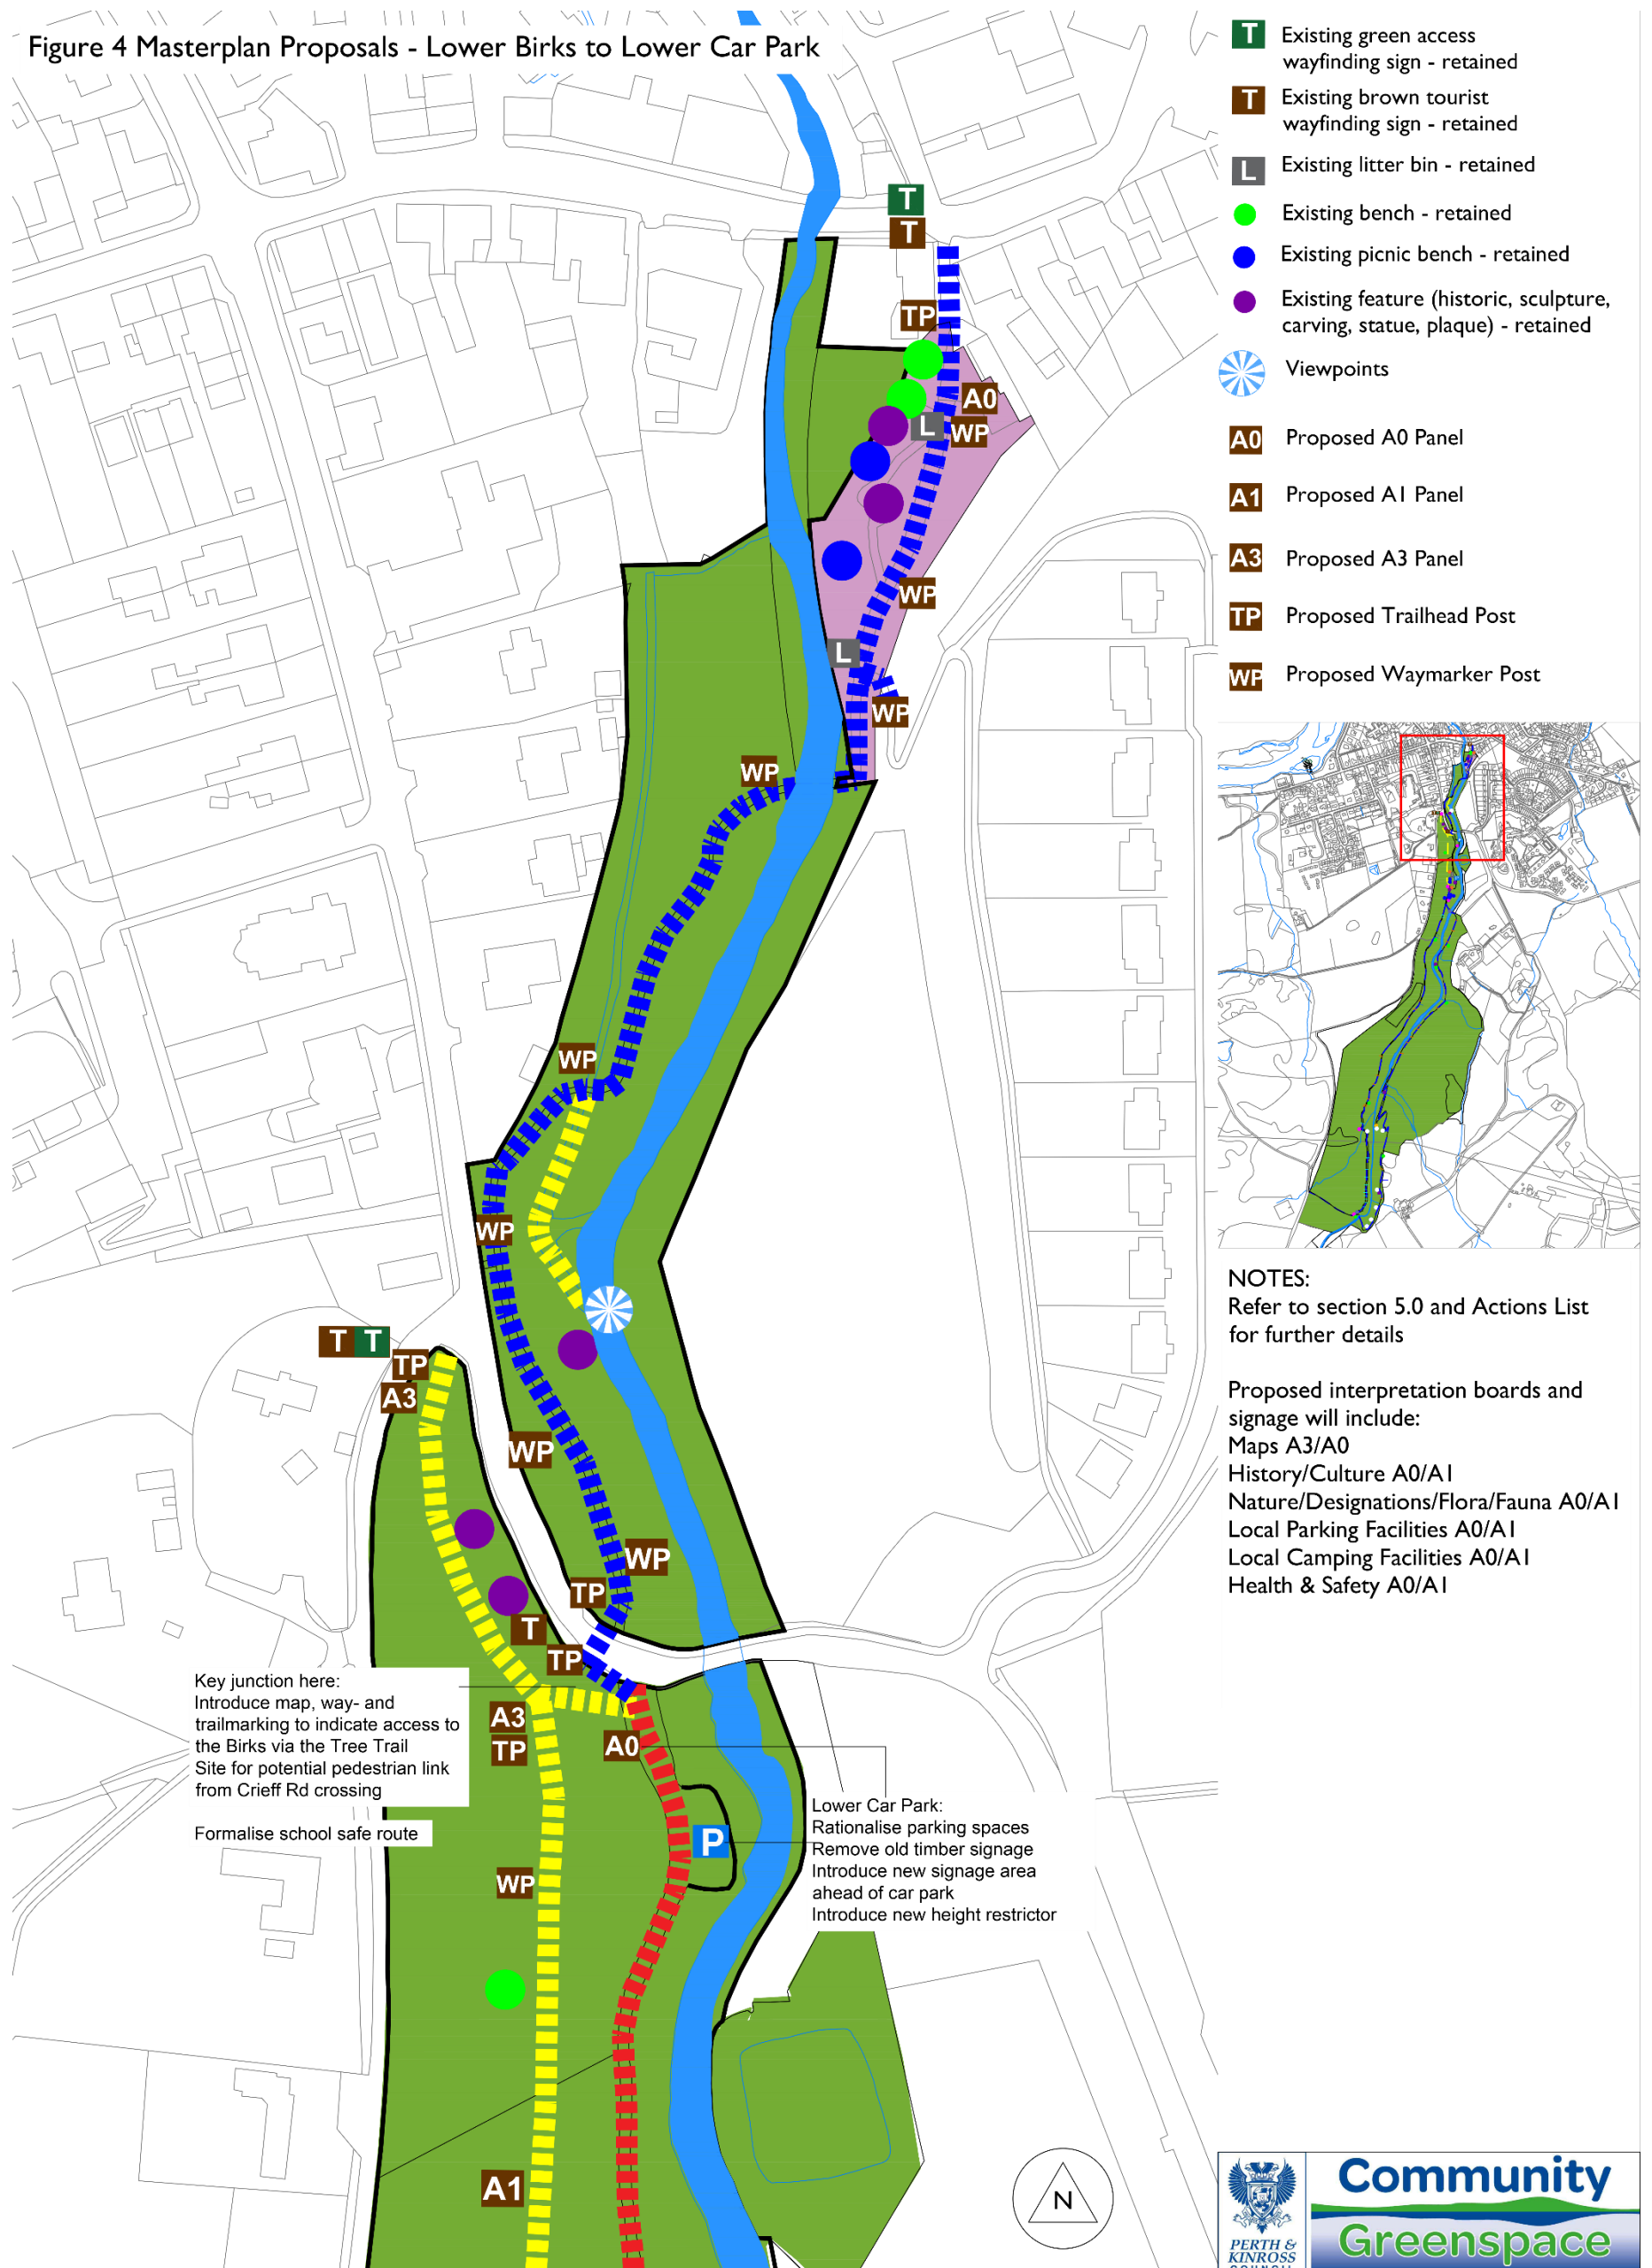 Figure 4 Masterplan Proposals - Lower Birks to Lower Car Park
T Existing green access
wayfinding sign - retained
T Existing brown tourist
wayfinding sign - retained
L Existing litter bin - retained
Existing bench - retained
Existing picnic bench - retained
Existing feature (historic, sculpture,
carving, statue, plaque) - retained
Viewpoints
A0 Proposed A0 Panel
A1 Proposed A1 Panel
A3 Proposed A3 Panel
TP Proposed Trailhead Post
WP Proposed Waymarker Post
T
T
TP
A0
L
WP
WP
L
WP
WP
WP
WP
T T
TP
A3
WP
WP
TP
T
TP
Key junction here:
Introduce map, way- and
trailmarking to indicate access to
the Birks via the Tree Trail
Site for potential pedestrian link
from Crieff Rd crossing
Formalise school safe route
A3
TP
A0
P
Lower Car Park:
Rationalise parking spaces
Remove old timber signage
Introduce new signage area
ahead of car park
Introduce new height restrictor
WP
A1
N
NOTES:
Refer to section 5.0 and Actions List
for further details
Proposed interpretation boards and
signage will include:
Maps A3/A0
History/Culture A0/A1
Nature/Designations/Flora/Fauna A0/A1
Local Parking Facilities A0/A1
Local Camping Facilities A0/A1
Health & Safety A0/A1
PERTH &
KINROSS
COUNCIL
Community
Greenspace